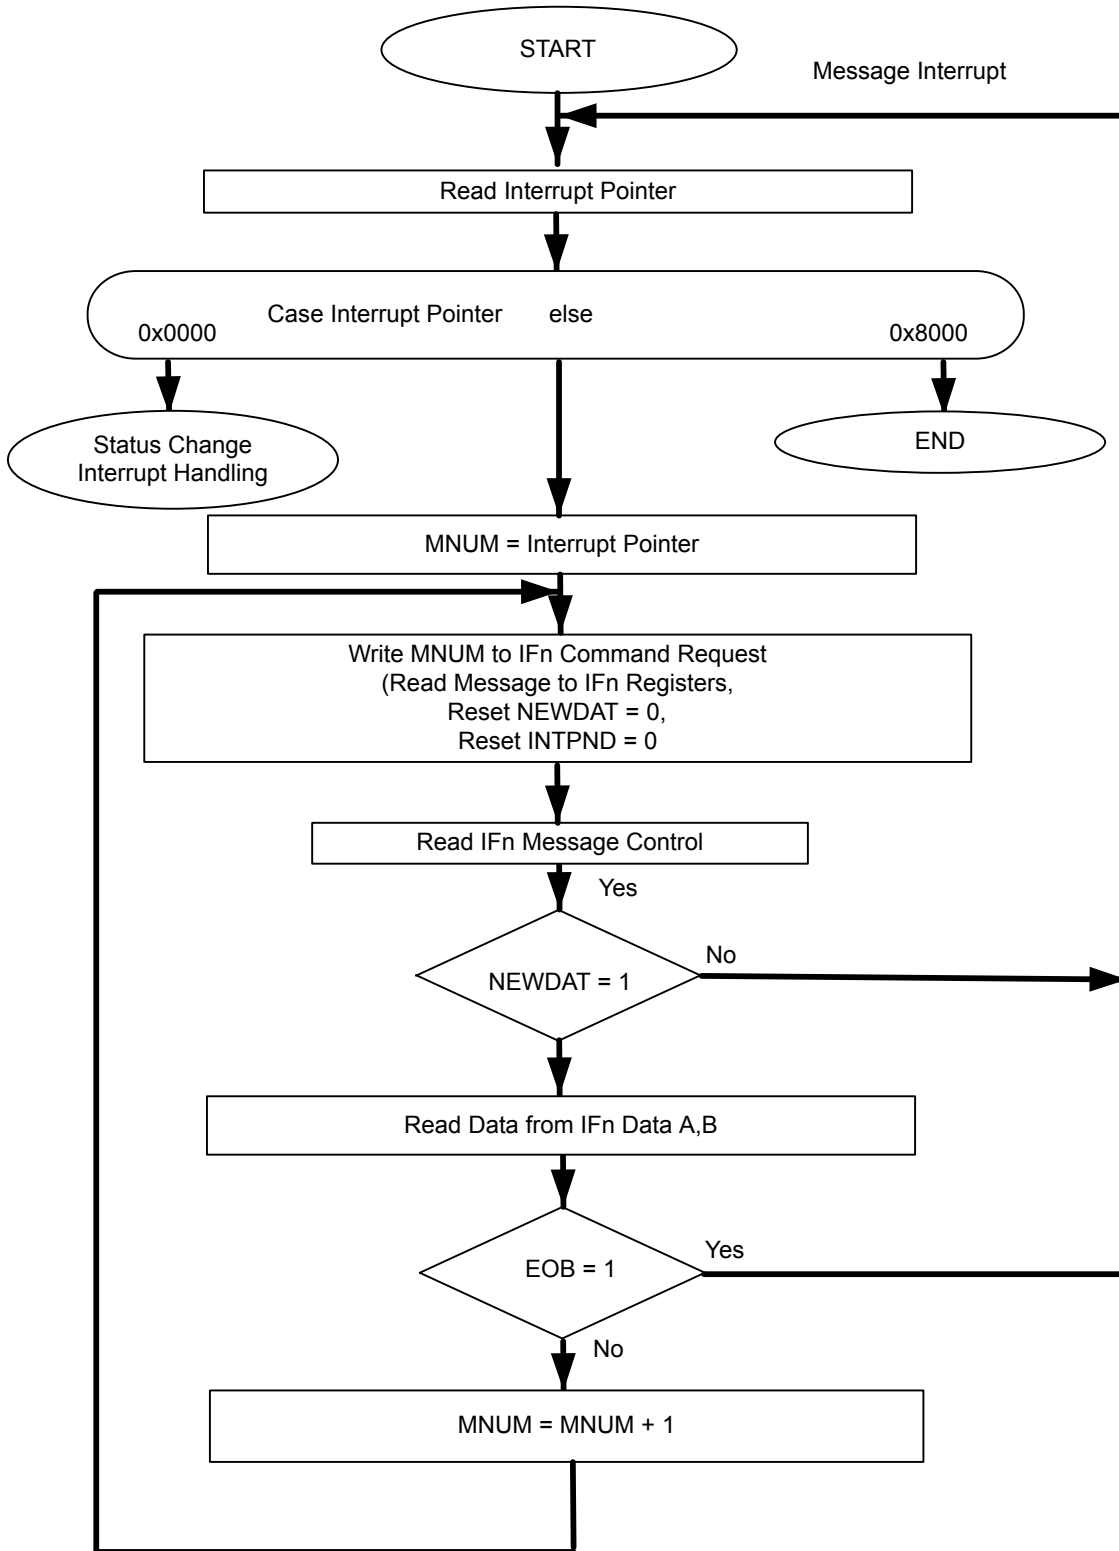 START
Message Interrupt
Read Interrupt Pointer
Case Interrupt Pointer else
0x0000
0x8000
Status Change
Interrupt Handling
END
MNUM = Interrupt Pointer
Write MNUM to IFn Command Request
(Read Message to IFn Registers,
Reset NEWDAT = 0,
Reset INTPND = 0
Read IFn Message Control
Yes
No
NEWDAT = 1
Read Data from IFn Data A,B
Yes
EOB = 1
No
MNUM = MNUM + 1